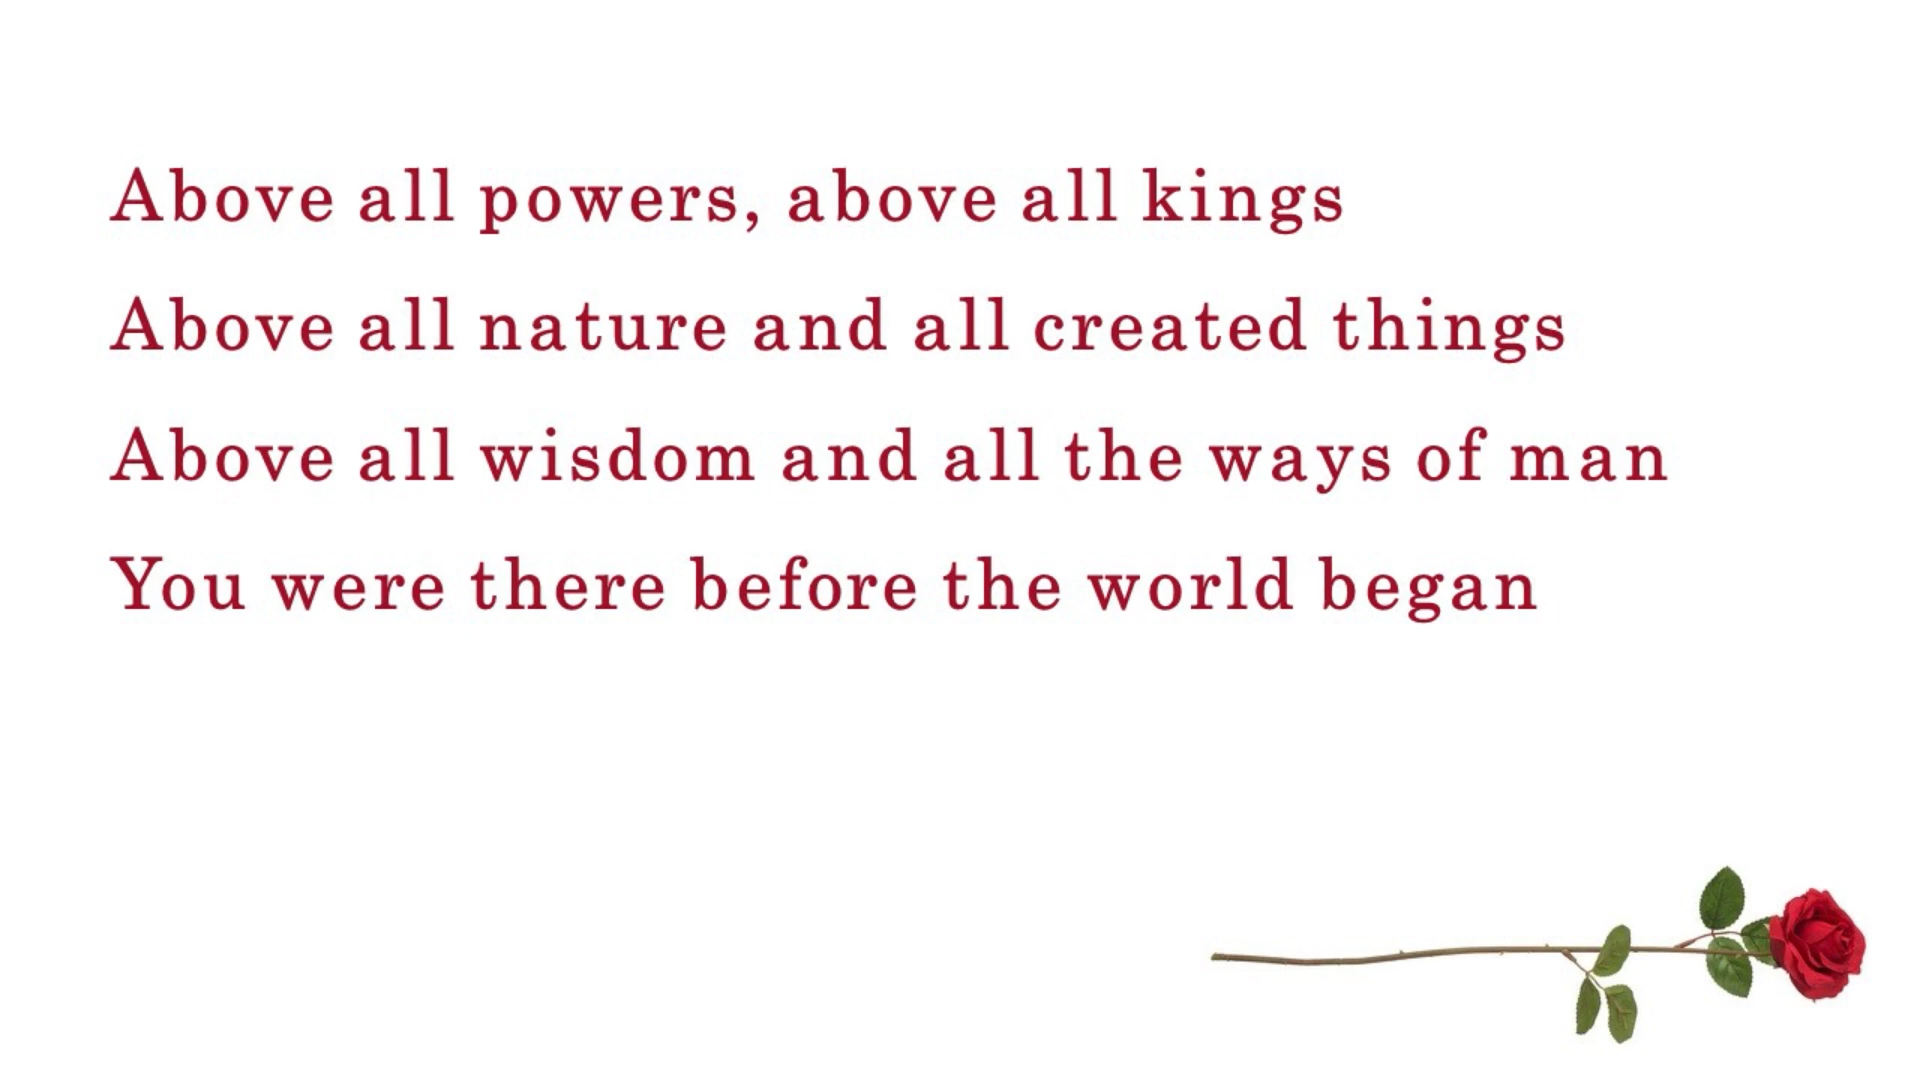 Above all powers, above all kings
Above all nature and all created things
Above all wisdom and all the ways of man
You were there before the world began